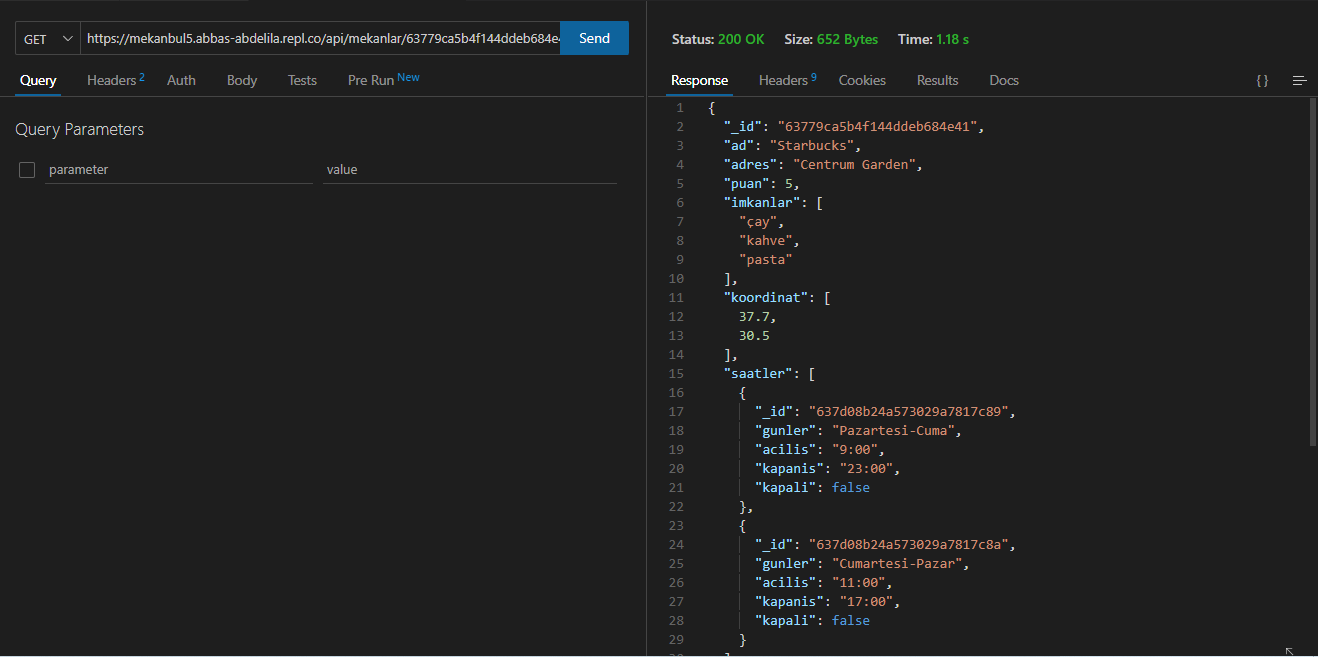 GET https://mekanbul5.abbas-abdelila.repl.co/api/mekanlar/63779ca5b4f144ddeb684e Send
Query Headers 2 Auth Body Tests Pre Run New
Query Parameters
parameter value
Status: 200 OK Size: 652 Bytes Time: 1.18 s
Response Headers 9 Cookies Results Docs { }
1 {
2 "_id": "63779ca5b4f144ddeb684e41",
3 "ad": "Starbucks",
4 "adres": "Centrum Garden",
5 "puan": 5,
6 "imkanlar": [
7 "çay",
8 "kahve",
9 "pasta"
10 ],
11 "koordinat": [
12 37.7,
13 30.5
14 ],
15 "saatler": [
16 {
17 "_id": "637d08b24a573029a7817c89",
18 "gunler": "Pazartesi-Cuma",
19 "acilis": "9:00",
20 "kapanis": "23:00",
21 "kapali": false
22 },
23 {
24 "_id": "637d08b24a573029a7817c8a",
25 "gunler": "Cumartesi-Pazar",
26 "acilis": "11:00",
27 "kapanis": "17:00",
28 "kapali": false
29 }